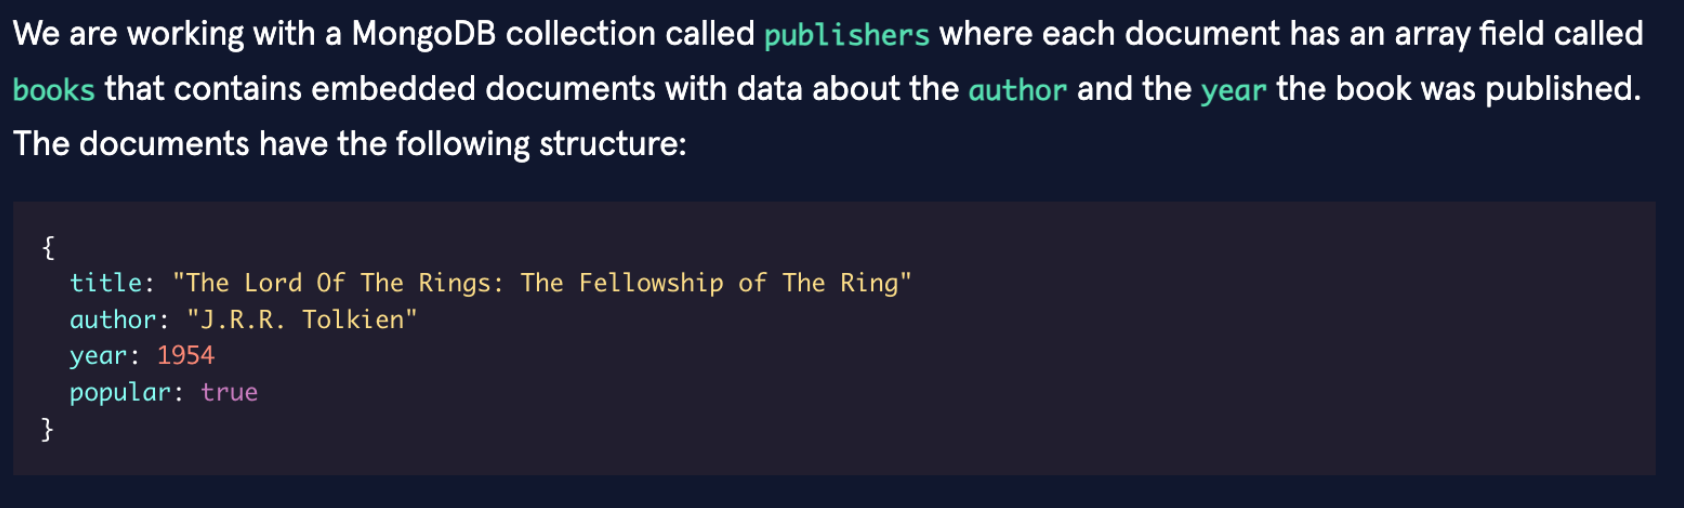 We are working with a MongoDB collection called publishers where each document has an array field called
books that contains embedded documents with data about the author and the year the book was published.
The documents have the following structure:
{
title: "The Lord Of The Rings: The Fellowship of The Ring"
author: "J.R.R. Tolkien"
year: 1954
popular: true
}